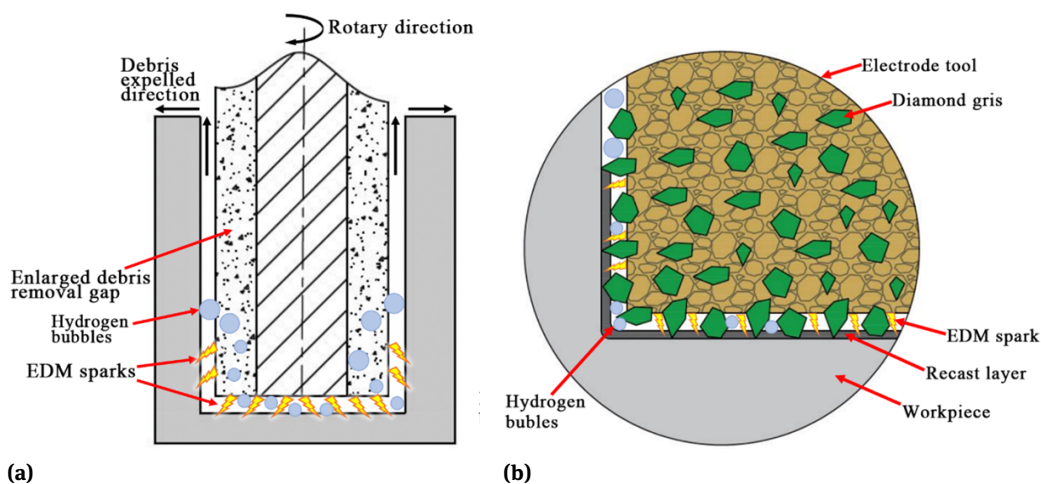 Rotary direction
Debris
expelled
direction
Enlarged debris
removal gap
Hydrogen
bubbles
EDM sparks
(a)
Electrode tool
Diamond gris
EDM spark
Recast layer
Workpiece
Hydrogen
bubles
(b)